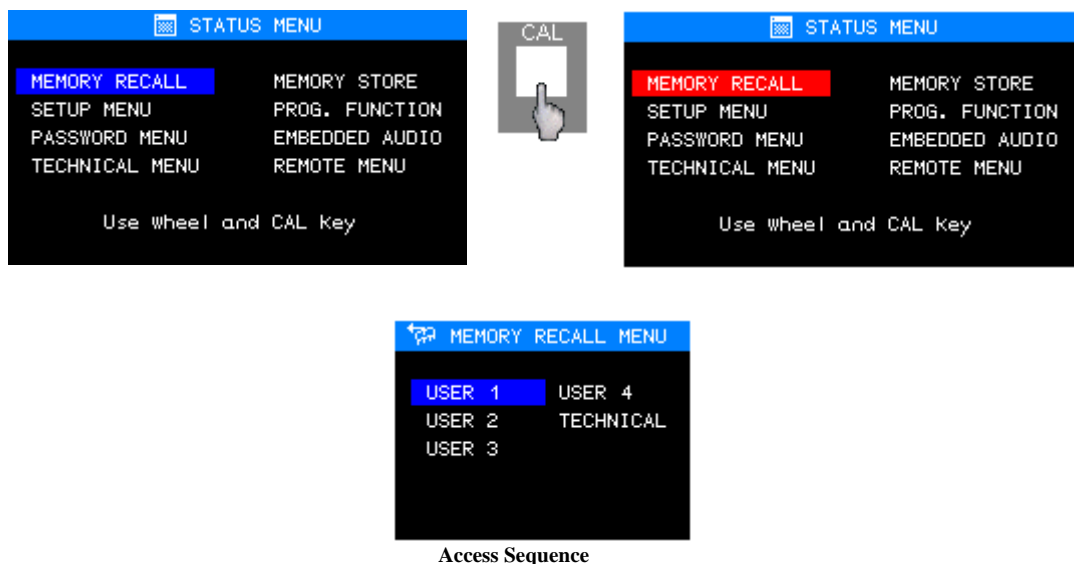 STATUS MENU
MEMORY RECALL MEMORY STORE
SETUP MENU PROG. FUNCTION
PASSWORD MENU EMBEDDED AUDIO
TECHNICAL MENU REMOTE MENU
Use Wheel and CAL Key
CAL
STATUS MENU
MEMORY RECALL MEMORY STORE
SETUP MENU PROG. FUNCTION
PASSWORD MENU EMBEDDED AUDIO
TECHNICAL MENU REMOTE MENU
Use Wheel and CAL Key
MEMORY RECALL MENU
USER 1 USER 4
USER 2 TECHNICAL
USER 3
Access Sequence